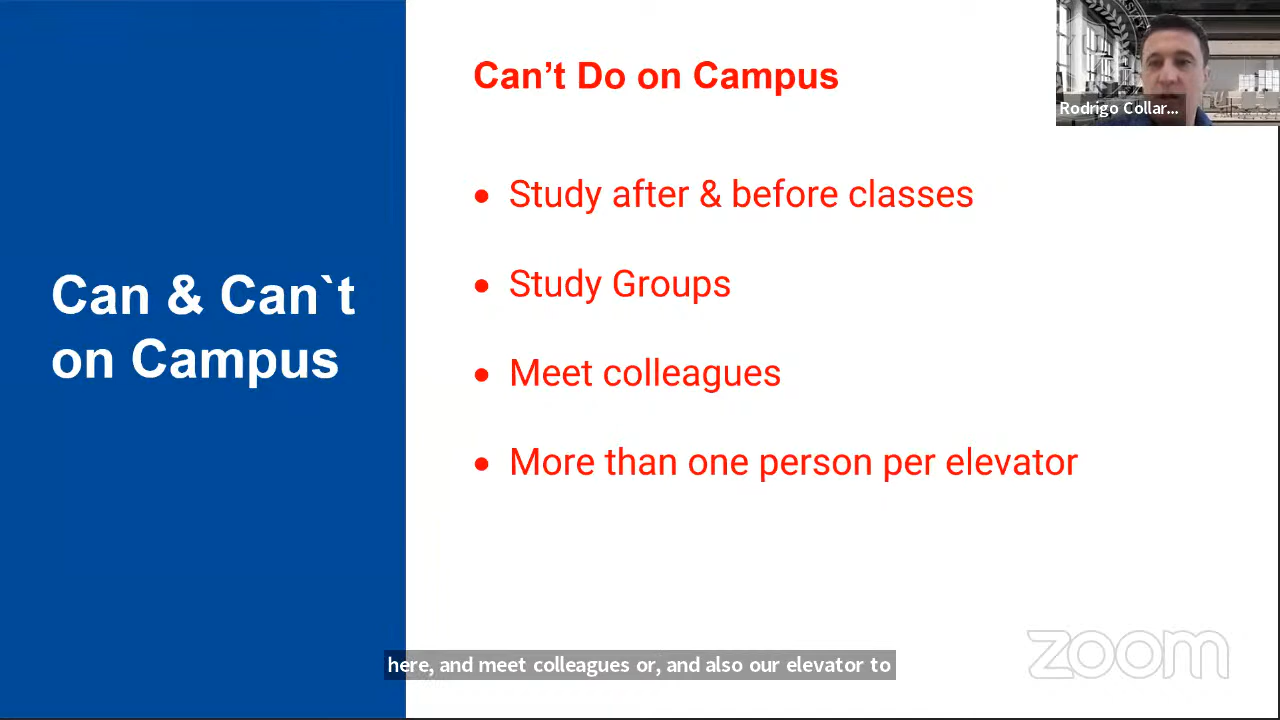 Can’t Do on Campus
Rodrigo Collar...
• Study after & before classes
• Study Groups
• Meet colleagues
• More than one person per elevator
Can & Can`t
on Campus
here, and meet colleagues or, and also our elevator to
zoom